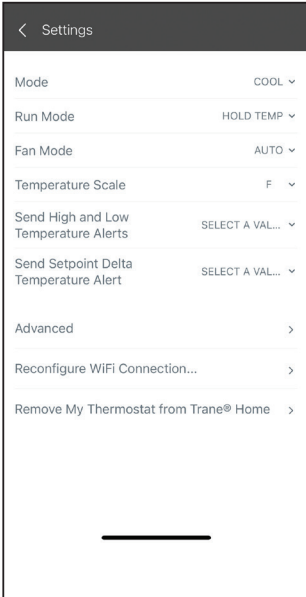 Settings
Mode COOL
Run Mode HOLD TEMP
Fan Mode AUTO
Temperature Scale F
Send High and Low
Temperature Alerts SELECT A VAL...
Send Setpoint Delta
Temperature Alert SELECT A VAL...
Advanced
Reconfigure WiFi Connection...
Remove My Thermostat from Trane® Home